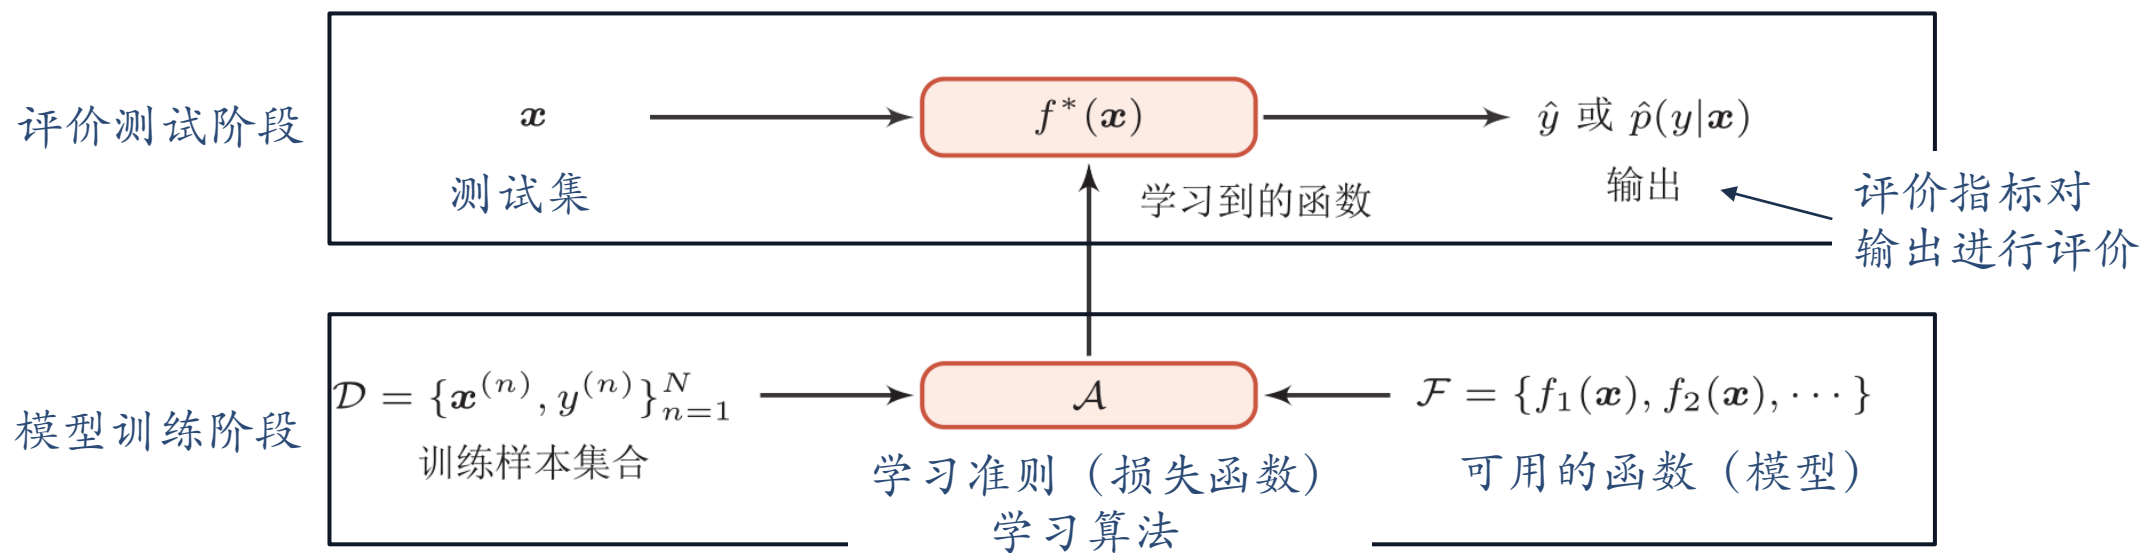 评价测试阶段
x
测试集
f*(x)
学习到的函数
ŷ 或 p̂(y|x)
输出
评价指标对
输出进行评价
模型训练阶段
𝒟 = {x^{(n)}, y^{(n)}}_{n=1}^{N}
训练样本集合
𝒜
学习准则（损失函数）
学习算法
ℱ = {f₁(x), f₂(x), ⋯}
可用的函数（模型）